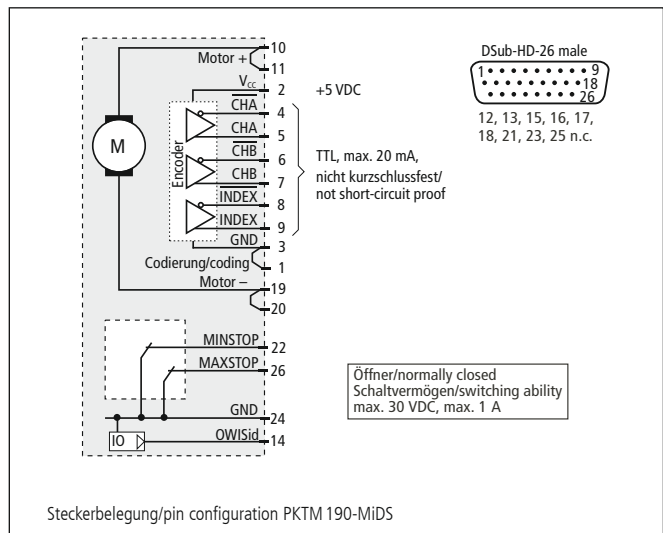 10
Motor +
11
VCC
2
+5 VDC
CHA
4
CHA
5
CHB
6
CHB
7
INDEX
8
INDEX
9
GND
3
Codierung/coding
1
Motor –
19
20
M
Encoder
TTL, max. 20 mA,
nicht kurzschlussfest/
not short-circuit proof
DSub-HD-26 male
1
9
18
26
12, 13, 15, 16, 17,
18, 21, 23, 25 n.c.
MINSTOP
22
MAXSTOP
26
GND
24
IO
OWISid
14
Öffner/normally closed
Schaltvermögen/switching ability
max. 30 VDC, max. 1 A
Steckerbelegung/pin configuration PKTM 190-MiDS